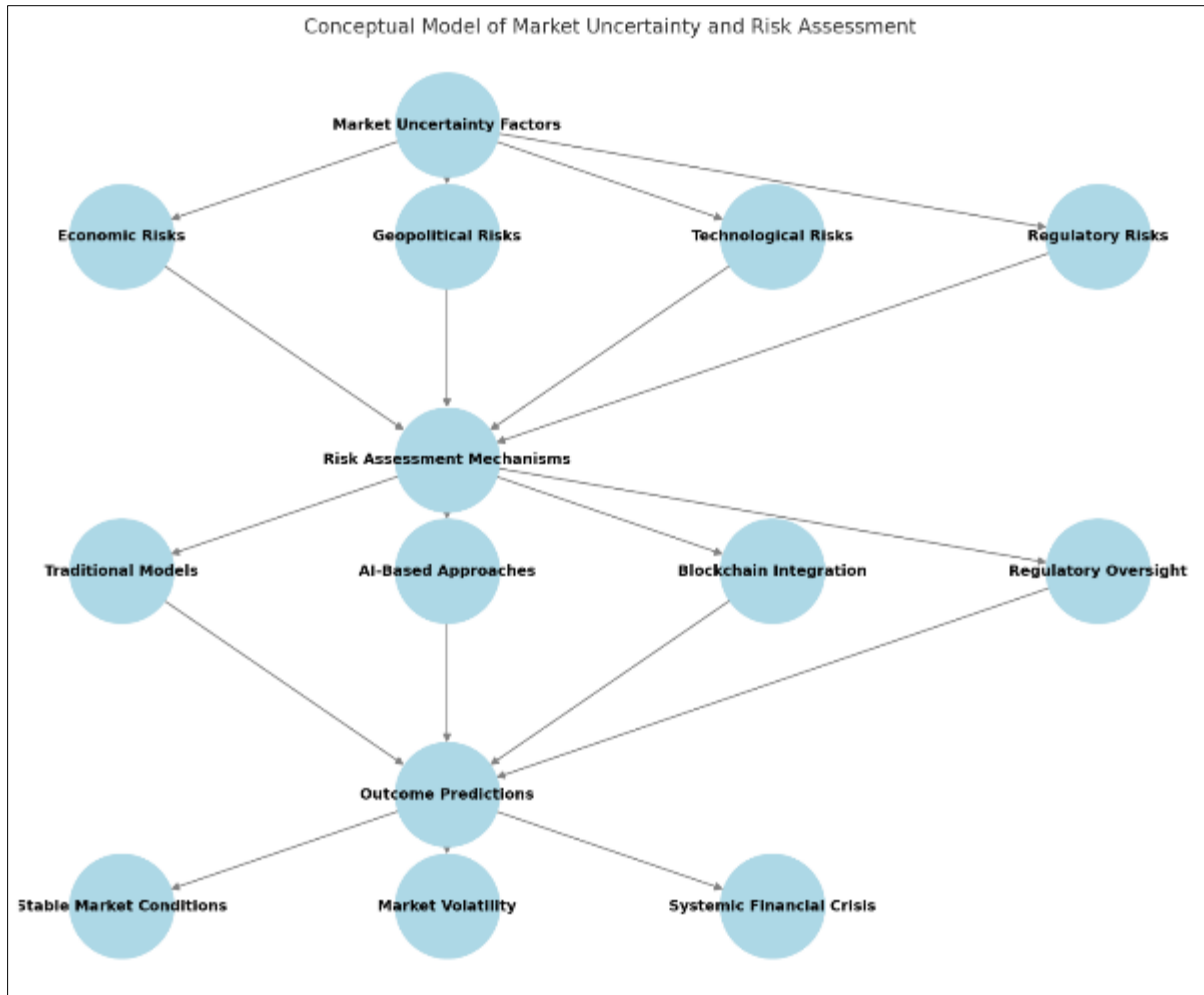 Conceptual Model of Market Uncertainty and Risk Assessment
Market Uncertainty Factors
Economic Risks
Geopolitical Risks
Technological Risks
Regulatory Risks
Risk Assessment Mechanisms
Traditional Models
AI-Based Approaches
Blockchain Integration
Regulatory Oversight
Outcome Predictions
Stable Market Conditions
Market Volatility
Systemic Financial Crisis